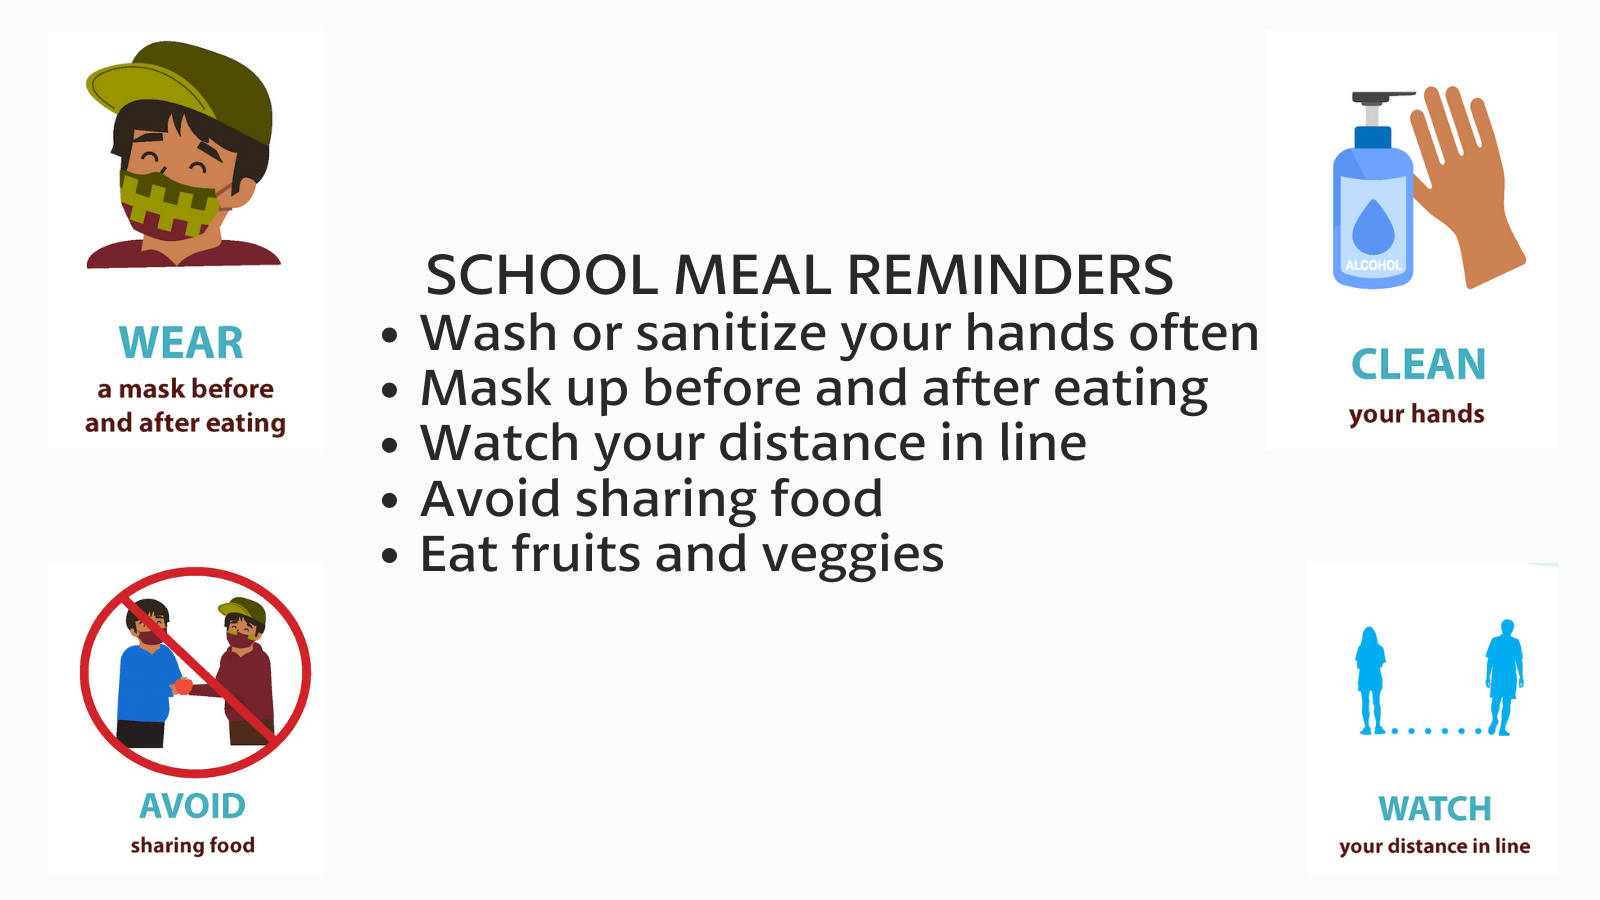 WEAR
a mask before
and after eating
SCHOOL MEAL REMINDERS
• Wash or sanitize your hands often
• Mask up before and after eating
• Watch your distance in line
• Avoid sharing food
• Eat fruits and veggies
ALCOHOL
CLEAN
your hands
AVOID
sharing food
WATCH
your distance in line